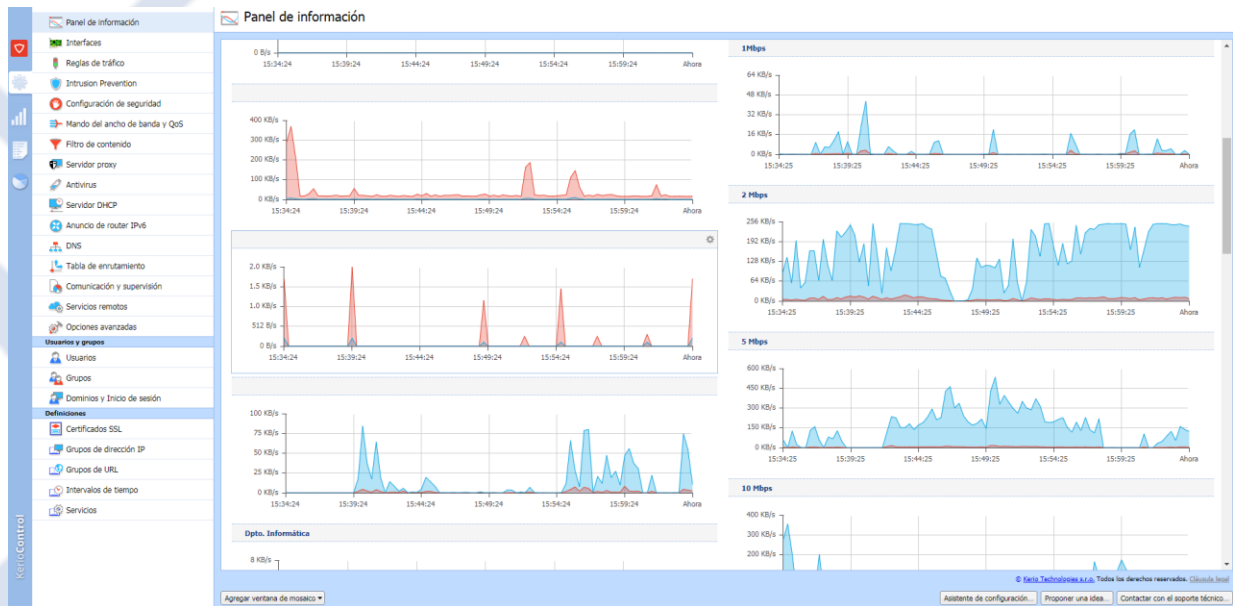 Panel de información
Interfaces
Reglas de tráfico
Intrusion Prevention
Configuración de seguridad
Mando del ancho de banda y QoS
Filtro de contenido
Servidor proxy
Antivirus
Servidor DHCP
Anuncio de router IPv6
DNS
Tabla de enrutamiento
Comunicación y supervisión
Servicios remotos
Opciones avanzadas
Usuarios y grupos
Usuarios
Grupos
Dominios y Inicio de sesión
Definiciones
Certificados SSL
Grupos de dirección IP
Grupos de URL
Intervalos de tiempo
Servicios
KerioControl
Panel de información
0 B/s
15:34:24 15:39:24 15:44:24 15:49:24 15:54:24 15:59:24 Ahora
400 KB/s
300 KB/s
200 KB/s
100 KB/s
0 KB/s
15:34:24 15:39:24 15:44:24 15:49:24 15:54:24 15:59:24 Ahora
2,0 KB/s
1,5 KB/s
1,0 KB/s
512 B/s
0 B/s
15:34:24 15:39:24 15:44:24 15:49:24 15:54:24 15:59:24 Ahora
100 KB/s
75 KB/s
50 KB/s
25 KB/s
0 KB/s
15:34:24 15:39:24 15:44:24 15:49:24 15:54:24 15:59:24 Ahora
Dpto. Informática
8 KB/s
1Mbps
64 KB/s
48 KB/s
32 KB/s
16 KB/s
0 KB/s
15:34:25 15:39:25 15:44:25 15:49:25 15:54:25 15:59:25 Ahora
2 Mbps
256 KB/s
192 KB/s
128 KB/s
64 KB/s
0 KB/s
15:34:25 15:39:25 15:44:25 15:49:25 15:54:25 15:59:25 Ahora
5 Mbps
600 KB/s
450 KB/s
300 KB/s
150 KB/s
0 KB/s
15:34:25 15:39:25 15:44:25 15:49:25 15:54:25 15:59:25 Ahora
10 Mbps
400 KB/s
300 KB/s
200 KB/s
© Kerio Technologies s.r.o. Todos los derechos reservados. Cláusula legal
Agregar ventana de mosaico
Asistente de configuración... Proponer una idea... Contactar con el soporte técnico...